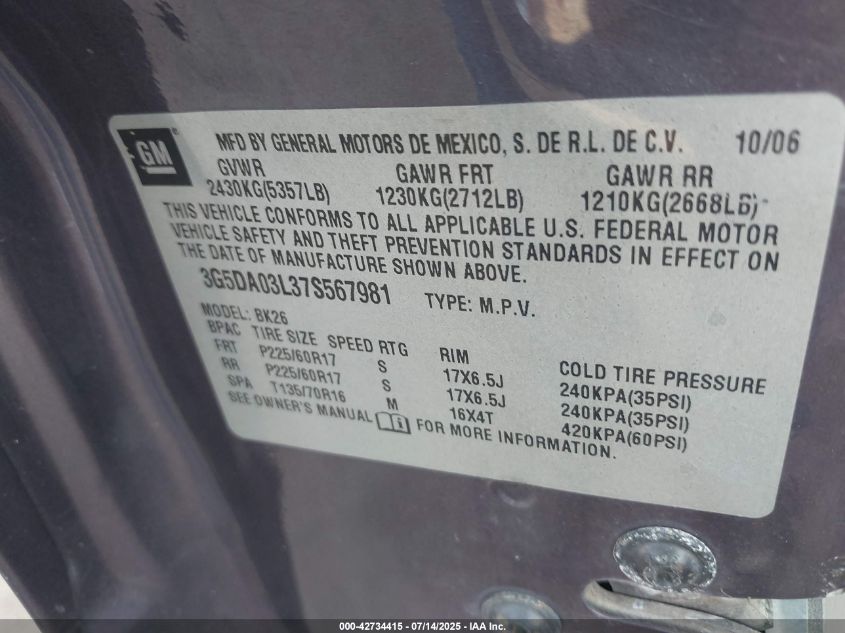 GM MFD BY GENERAL MOTORS DE MEXICO, S. DE R.L. DE C.V. 10/06
GVWR GAWR FRT GAWR RR
2430KG(5357LB) 1230KG(2712LB) 1210KG(2668LB)
THIS VEHICLE CONFORMS TO ALL APPLICABLE U.S. FEDERAL MOTOR
VEHICLE SAFETY AND THEFT PREVENTION STANDARDS IN EFFECT ON
THE DATE OF MANUFACTURE SHOWN ABOVE.
3G5DA03L37S567981 TYPE: M.P.V.
MODEL: BK26
BPAC TIRE SIZE SPEED RTG RIM COLD TIRE PRESSURE
FRT P225/60R17 S 17X6.5J 240KPA(35PSI)
RR P225/60R17 S 17X6.5J 240KPA(35PSI)
SPA T135/70R16 M 16X4T 420KPA(60PSI)
SEE OWNER'S MANUAL FOR MORE INFORMATION.
000-42734415 - 07/14/2025 - IAA Inc.